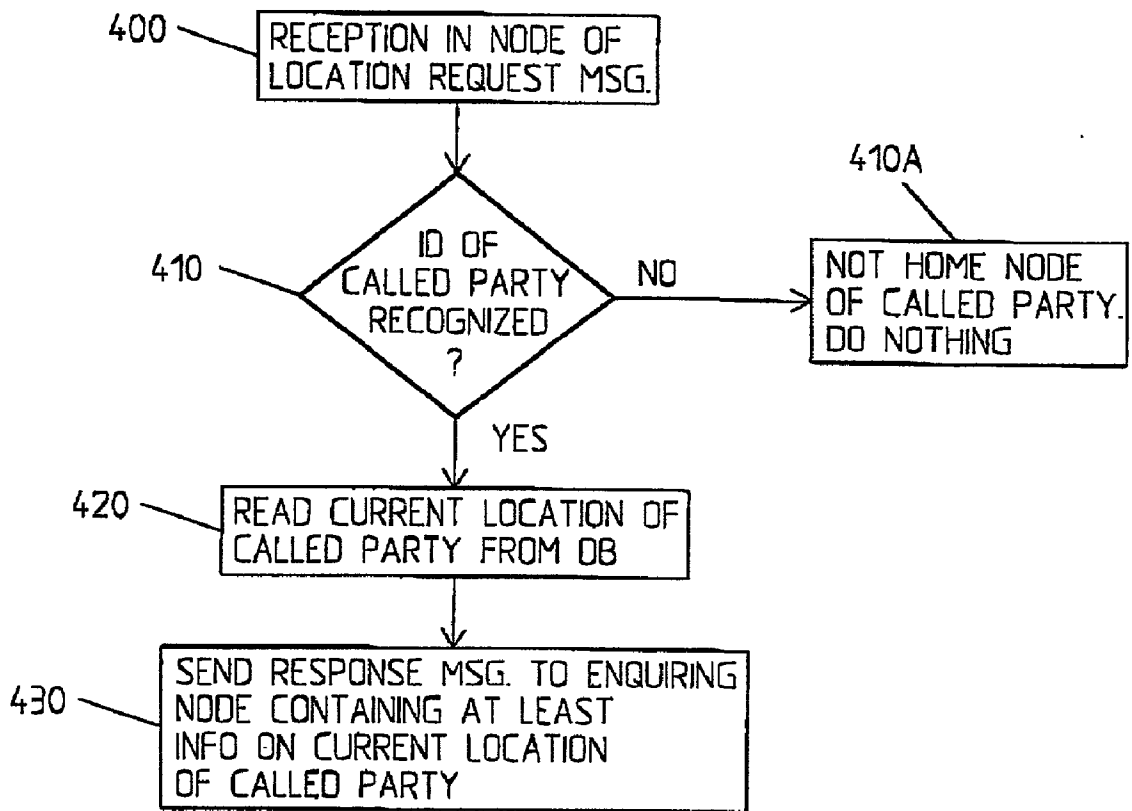 400
RECEPTION IN NODE OF
LOCATION REQUEST MSG.
410
ID OF
CALLED PARTY
RECOGNIZED
?
NO
410A
NOT HOME NODE
OF CALLED PARTY.
DO NOTHING
YES
420
READ CURRENT LOCATION OF
CALLED PARTY FROM DB
430
SEND RESPONSE MSG. TO ENQUIRING
NODE CONTAINING AT LEAST
INFO ON CURRENT LOCATION
OF CALLED PARTY